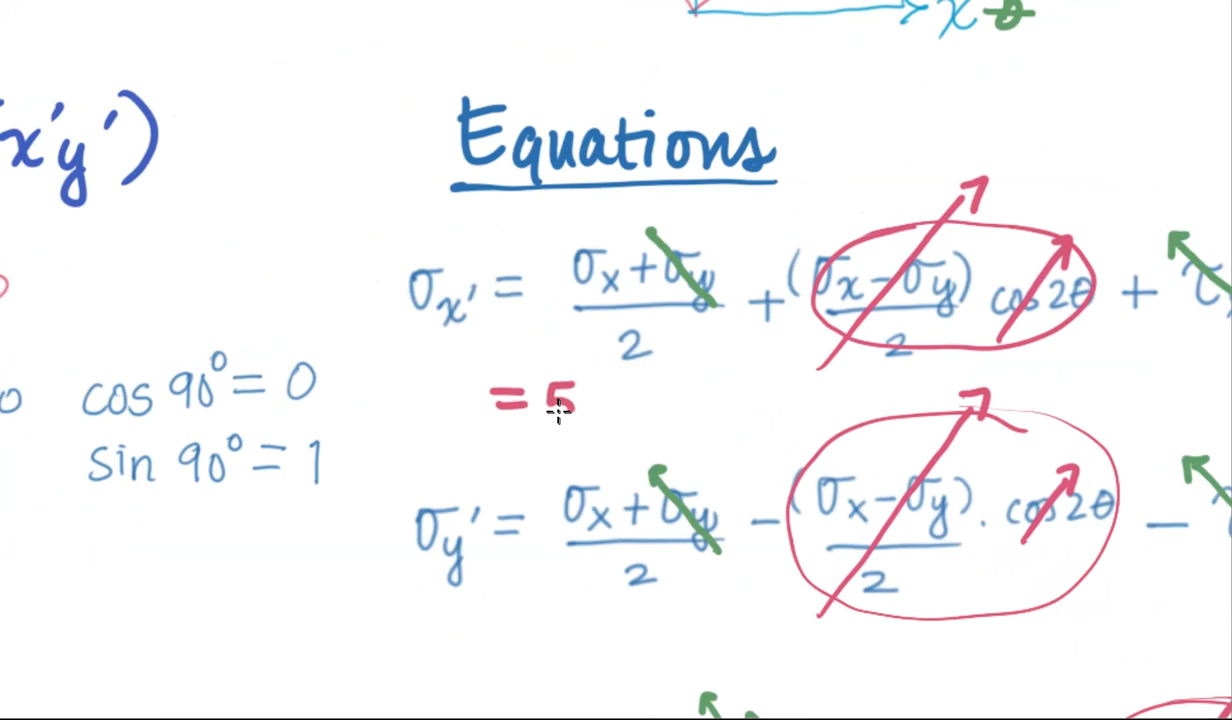 x θ
x'y')
Equations
σx' = σx+σy/2 + (σx-σy)/2 cos 2θ + τ
= 5
cos 90° = 0
sin 90° = 1
σy' = σx+σy/2 - (σx-σy)/2 . cos 2θ -